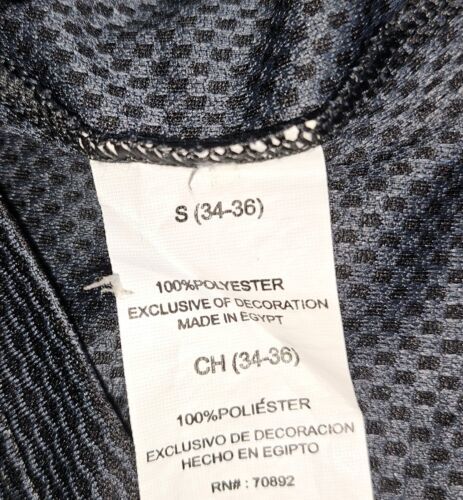 S (34-36)
100%POLYESTER
EXCLUSIVE OF DECORATION
MADE IN EGYPT
CH (34-36)
100%POLIÉSTER
EXCLUSIVO DE DECORACION
HECHO EN EGIPTO
RN# : 70892